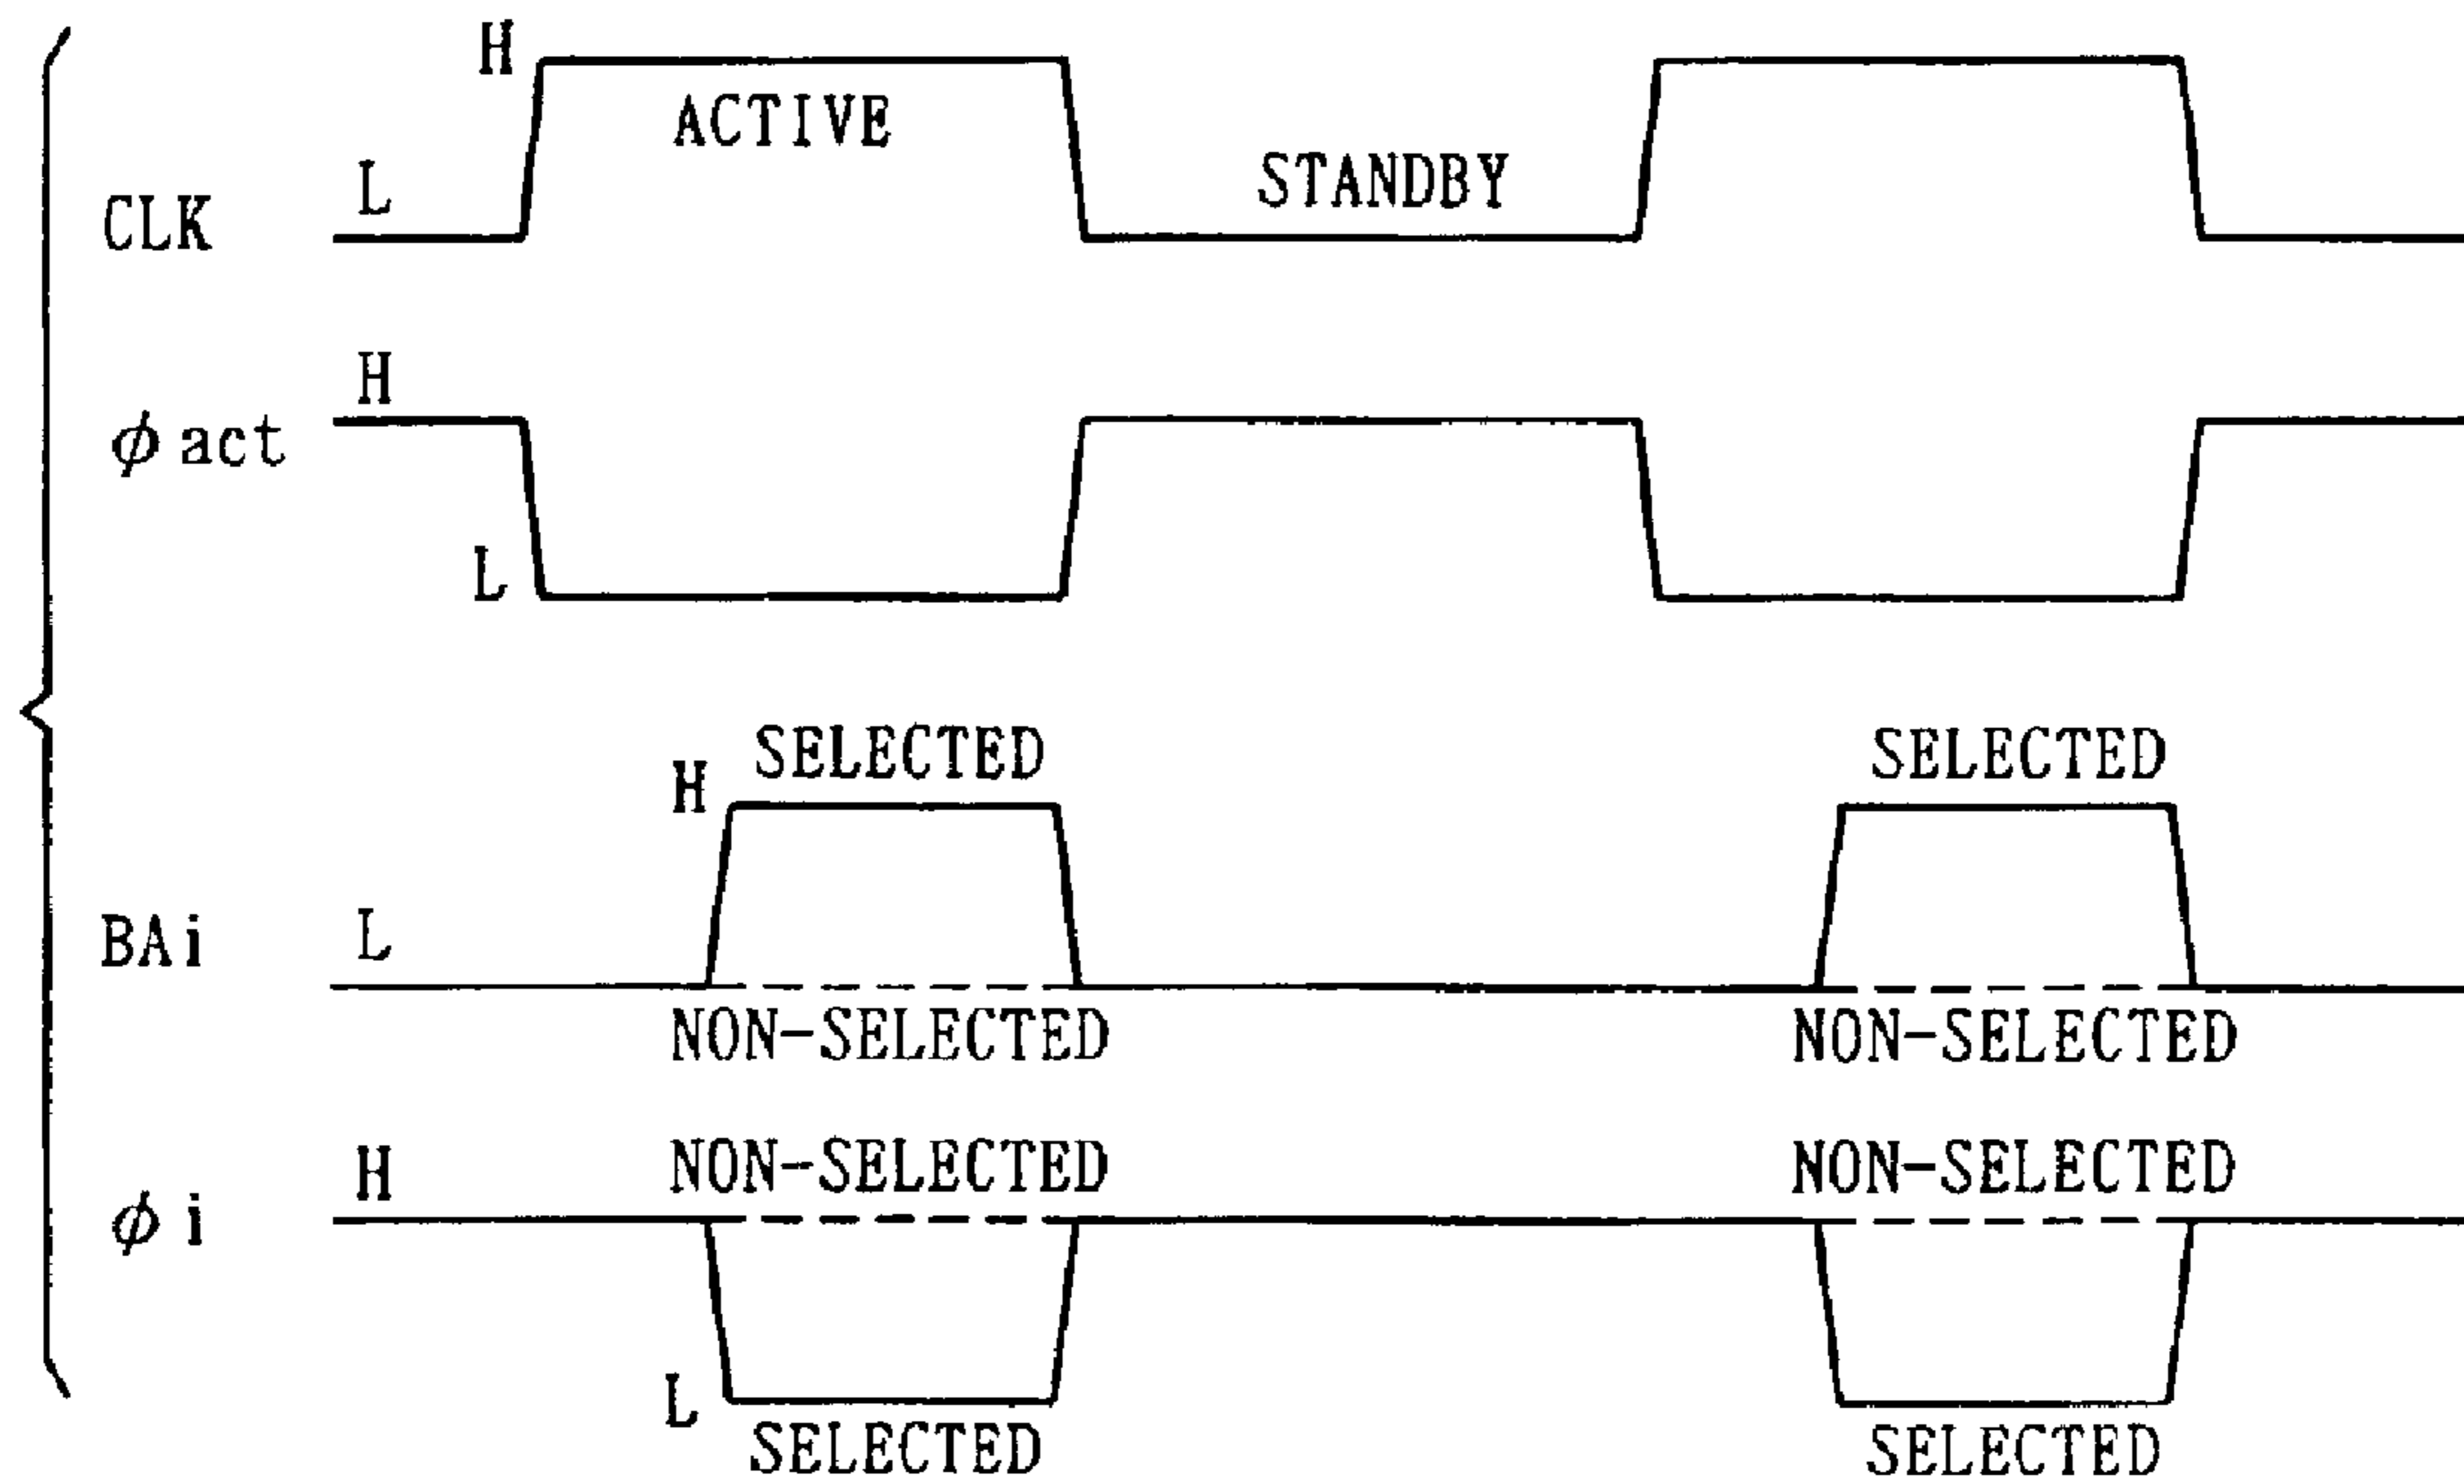 H
ACTIVE
L
STANDBY
CLK
H
φact
L
SELECTED
SELECTED
H
L
BAi
NON-SELECTED
NON-SELECTED
NON-SELECTED
NON-SELECTED
H
φi
L
SELECTED
SELECTED